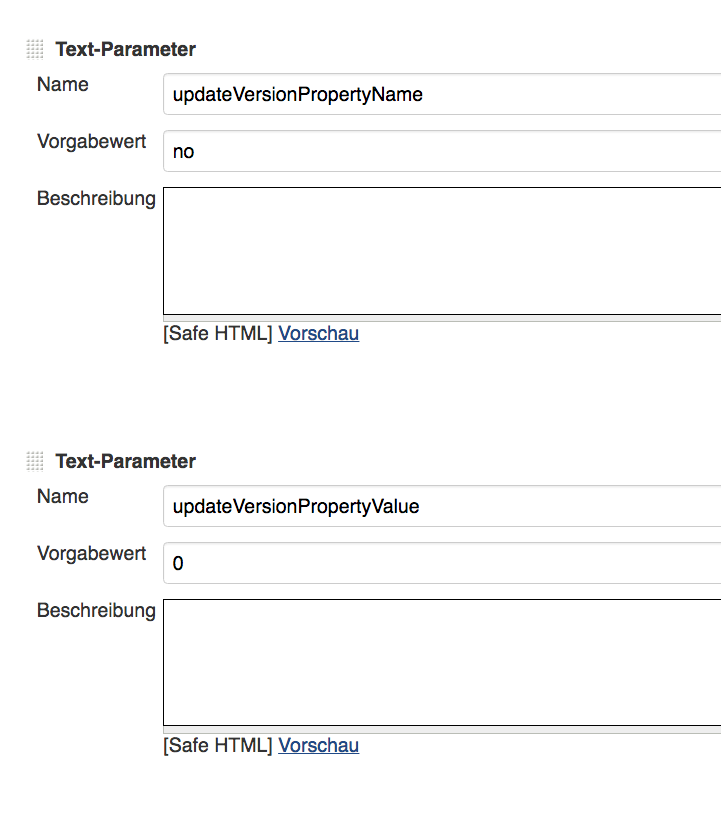 Text-Parameter
Name
updateVersionPropertyName
Vorgabewert
no
Beschreibung
[Safe HTML] Vorschau
Text-Parameter
Name
updateVersionPropertyValue
Vorgabewert
0
Beschreibung
[Safe HTML] Vorschau